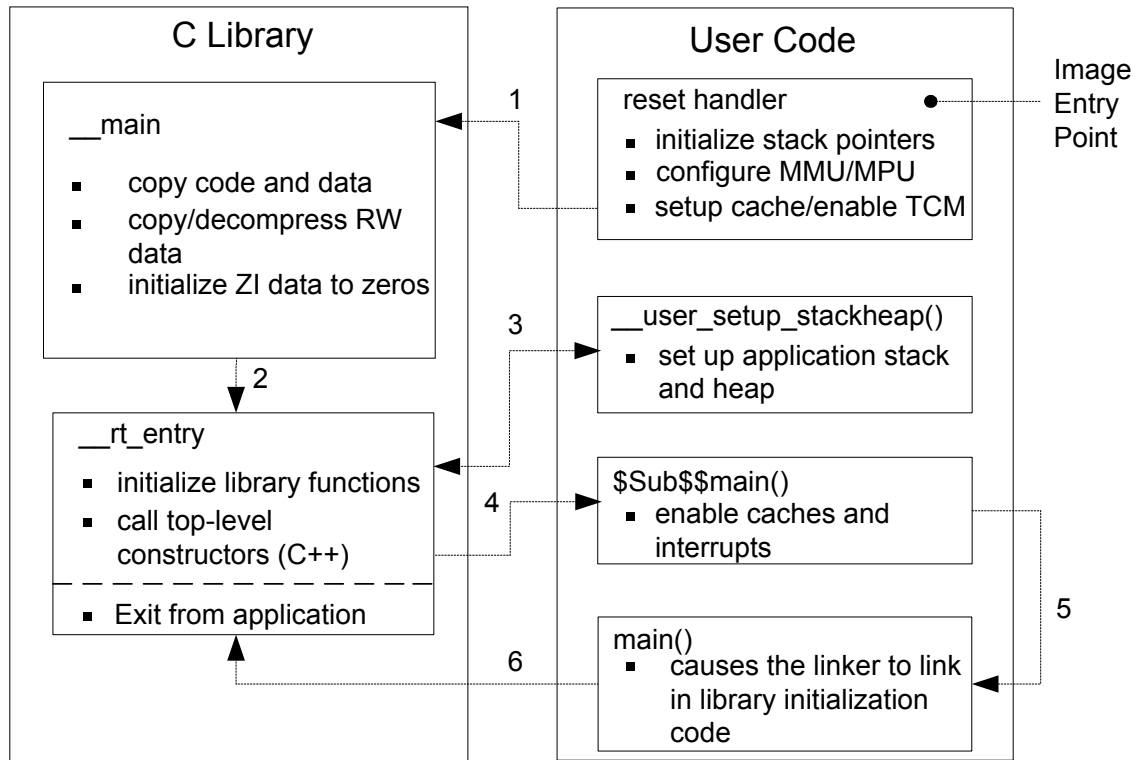 C Library
__main
▪ copy code and data
▪ copy/decompress RW
data
▪ initialize ZI data to zeros
2
__rt_entry
▪ initialize library functions
▪ call top-level
constructors (C++)
▪ Exit from application
1
3
4
6
User Code
reset handler
▪ initialize stack pointers
▪ configure MMU/MPU
▪ setup cache/enable TCM
__user_setup_stackheap()
▪ set up application stack
and heap
$Sub$$main()
▪ enable caches and
interrupts
main()
▪ causes the linker to link
in library initialization
code
5
Image
Entry
Point